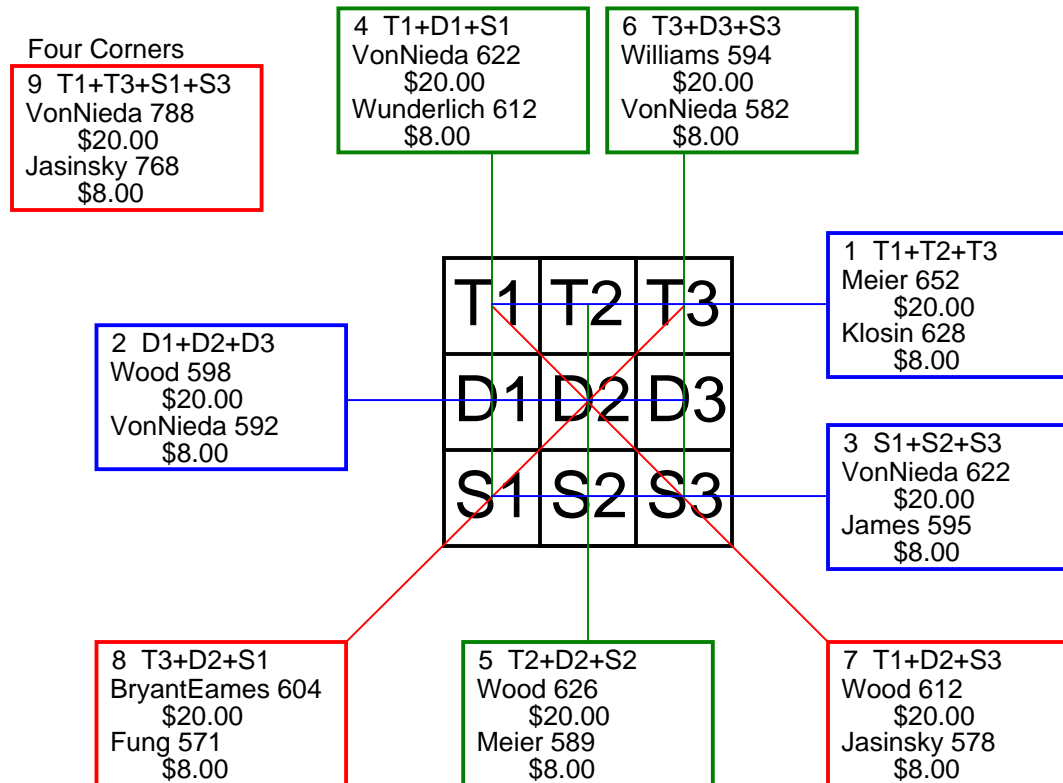 Four Corners
9 T1+T3+S1+S3
VonNieda 788
$20.00
Jasinsky 768
$8.00
4 T1+D1+S1
VonNieda 622
$20.00
Wunderlich 612
$8.00
6 T3+D3+S3
Williams 594
$20.00
VonNieda 582
$8.00
1 T1+T2+T3
Meier 652
$20.00
Klosin 628
$8.00
T1 T2 T3
2 D1+D2+D3
Wood 598
$20.00
VonNieda 592
$8.00
D1 D2 D3
3 S1+S2+S3
VonNieda 622
$20.00
James 595
$8.00
S1 S2 S3
8 T3+D2+S1
BryantEames 604
$20.00
Fung 571
$8.00
5 T2+D2+S2
Wood 626
$20.00
Meier 589
$8.00
7 T1+D2+S3
Wood 612
$20.00
Jasinsky 578
$8.00